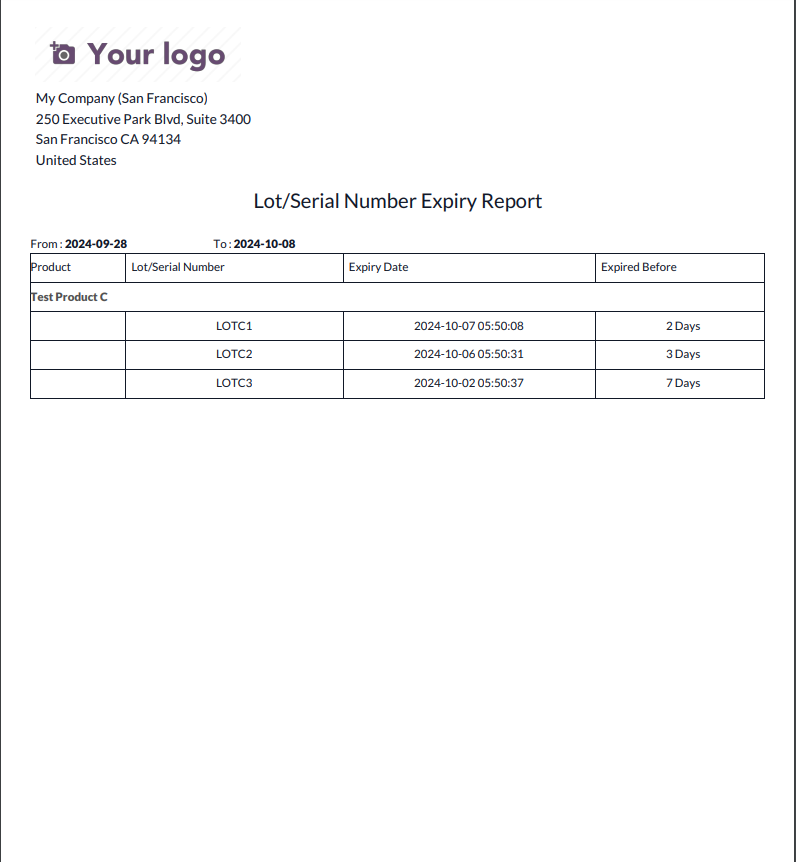 Your logo
My Company (San Francisco)
250 Executive Park Blvd, Suite 3400
San Francisco CA 94134
United States
Lot/Serial Number Expiry Report
From : 2024-09-28 To : 2024-10-08
Product Lot/Serial Number Expiry Date Expired Before
Test Product C
LOTC1 2024-10-07 05:50:08 2 Days
LOTC2 2024-10-06 05:50:31 3 Days
LOTC3 2024-10-02 05:50:37 7 Days